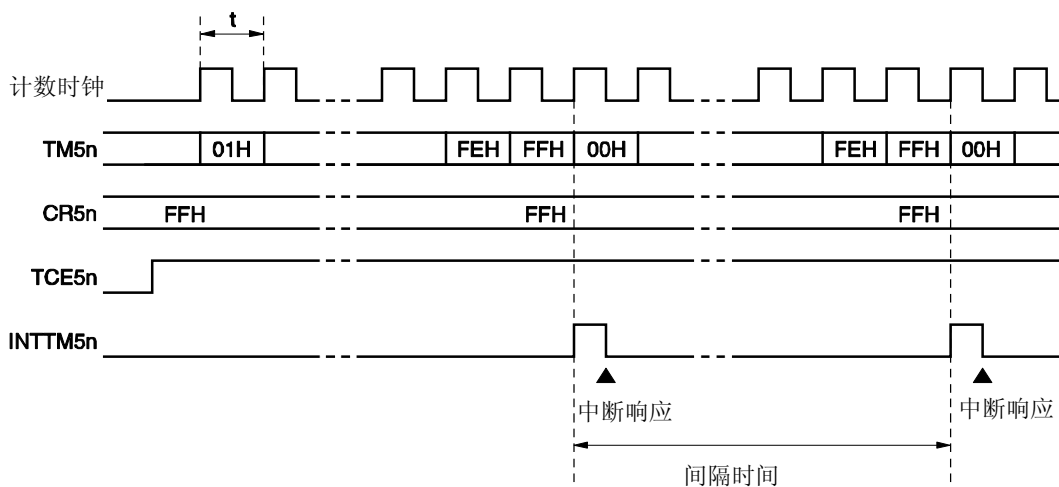 t
计数时钟
TM5n 01H FEH FFH 00H FEH FFH 00H
CR5n FFH FFH FFH
TCE5n
INTTM5n
中断响应 中断响应
间隔时间